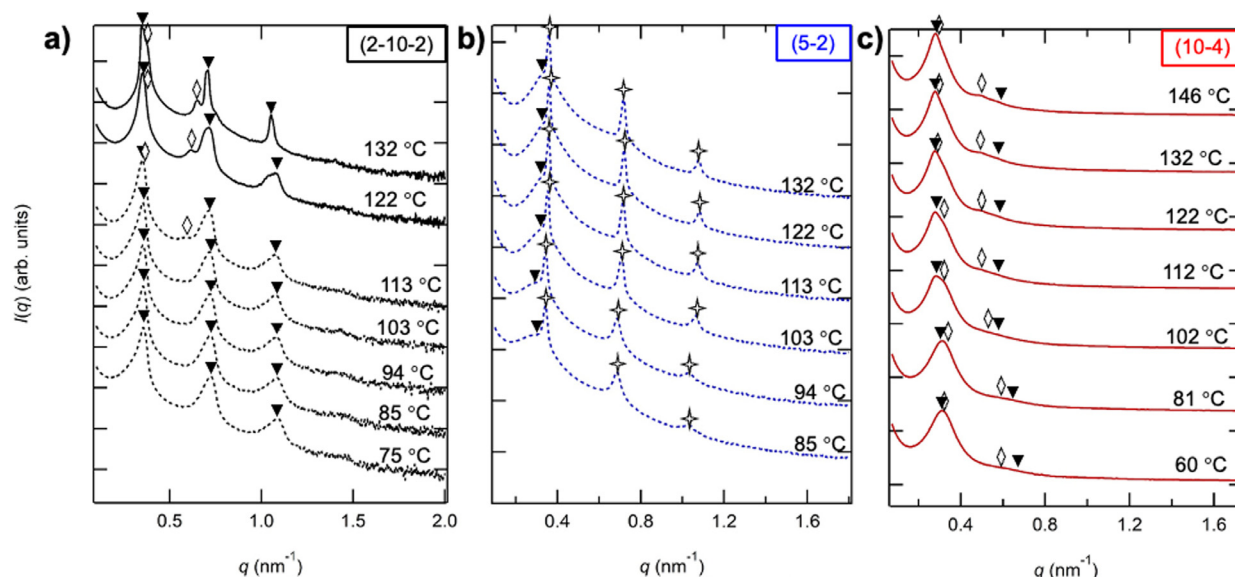 a)
(2-10-2)
132 °C
122 °C
113 °C
103 °C
94 °C
85 °C
75 °C
I(q) (arb. units)
0.5
1.0
1.5
2.0
q (nm⁻¹)
b)
(5-2)
132 °C
122 °C
113 °C
103 °C
94 °C
85 °C
0.4
0.8
1.2
1.6
q (nm⁻¹)
c)
(10-4)
146 °C
132 °C
122 °C
112 °C
102 °C
81 °C
60 °C
0.4
0.8
1.2
1.6
q (nm⁻¹)